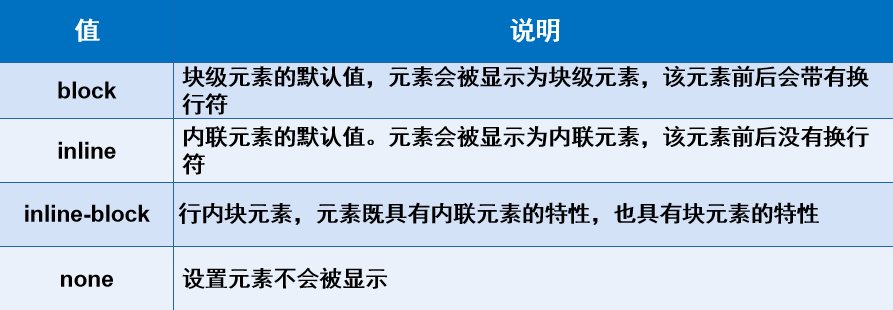 值 说明
block 块级元素的默认值，元素会被显示为块级元素，该元素前后会带有换
行符
inline 内联元素的默认值。元素会被显示为内联元素，该元素前后没有换行
符
inline-block 行内块元素，元素既具有内联元素的特性，也具有块元素的特性
none 设置元素不会被显示